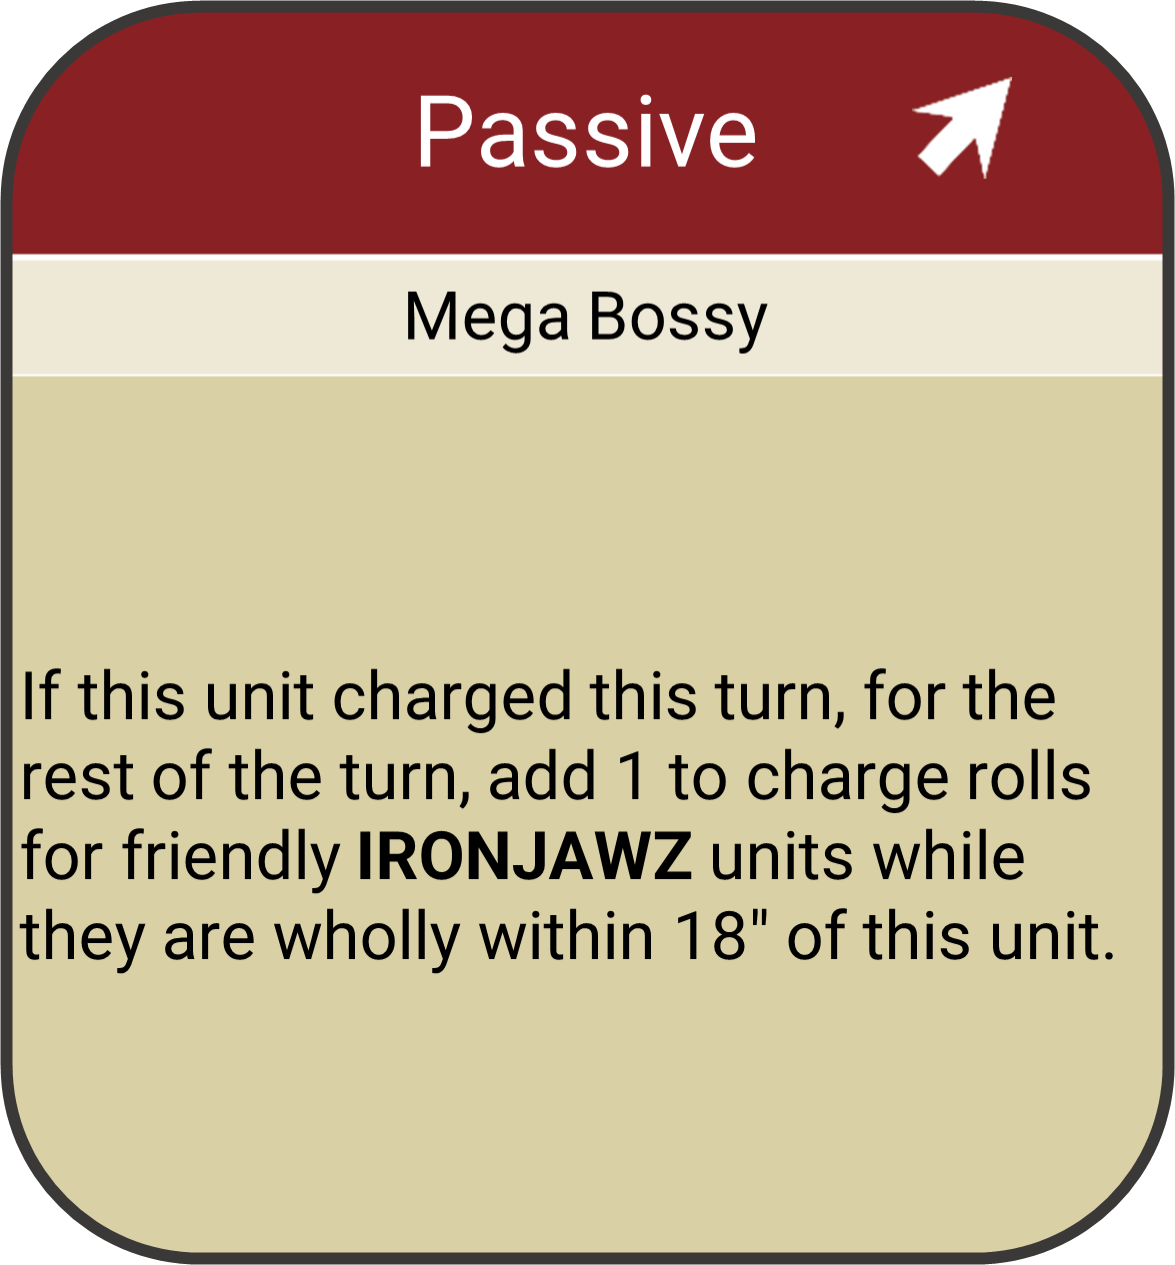 Passive
Mega Bossy
If this unit charged this turn, for the
rest of the turn, add 1 to charge rolls
for friendly IRONJAWZ units while
they are wholly within 18" of this unit.